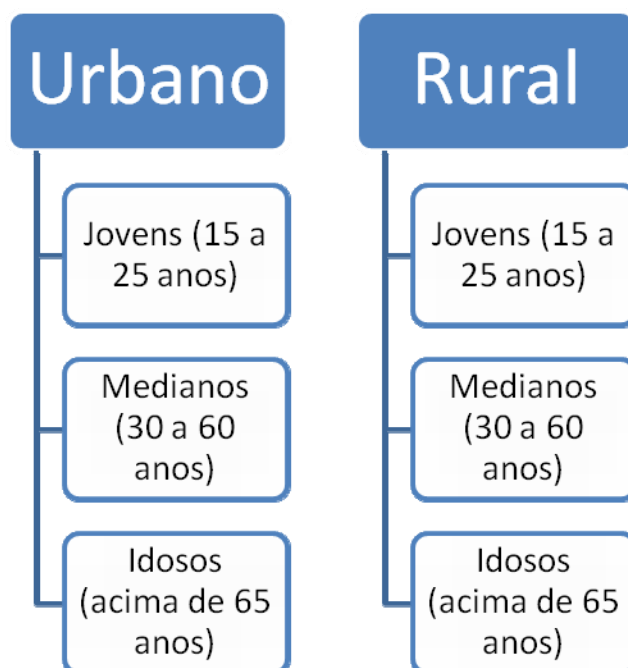 Urbano
Jovens (15 a
25 anos)
Medianos
(30 a 60
anos)
Idosos
(acima de 65
anos)
Rural
Jovens (15 a
25 anos)
Medianos
(30 a 60
anos)
Idosos
(acima de 65
anos)